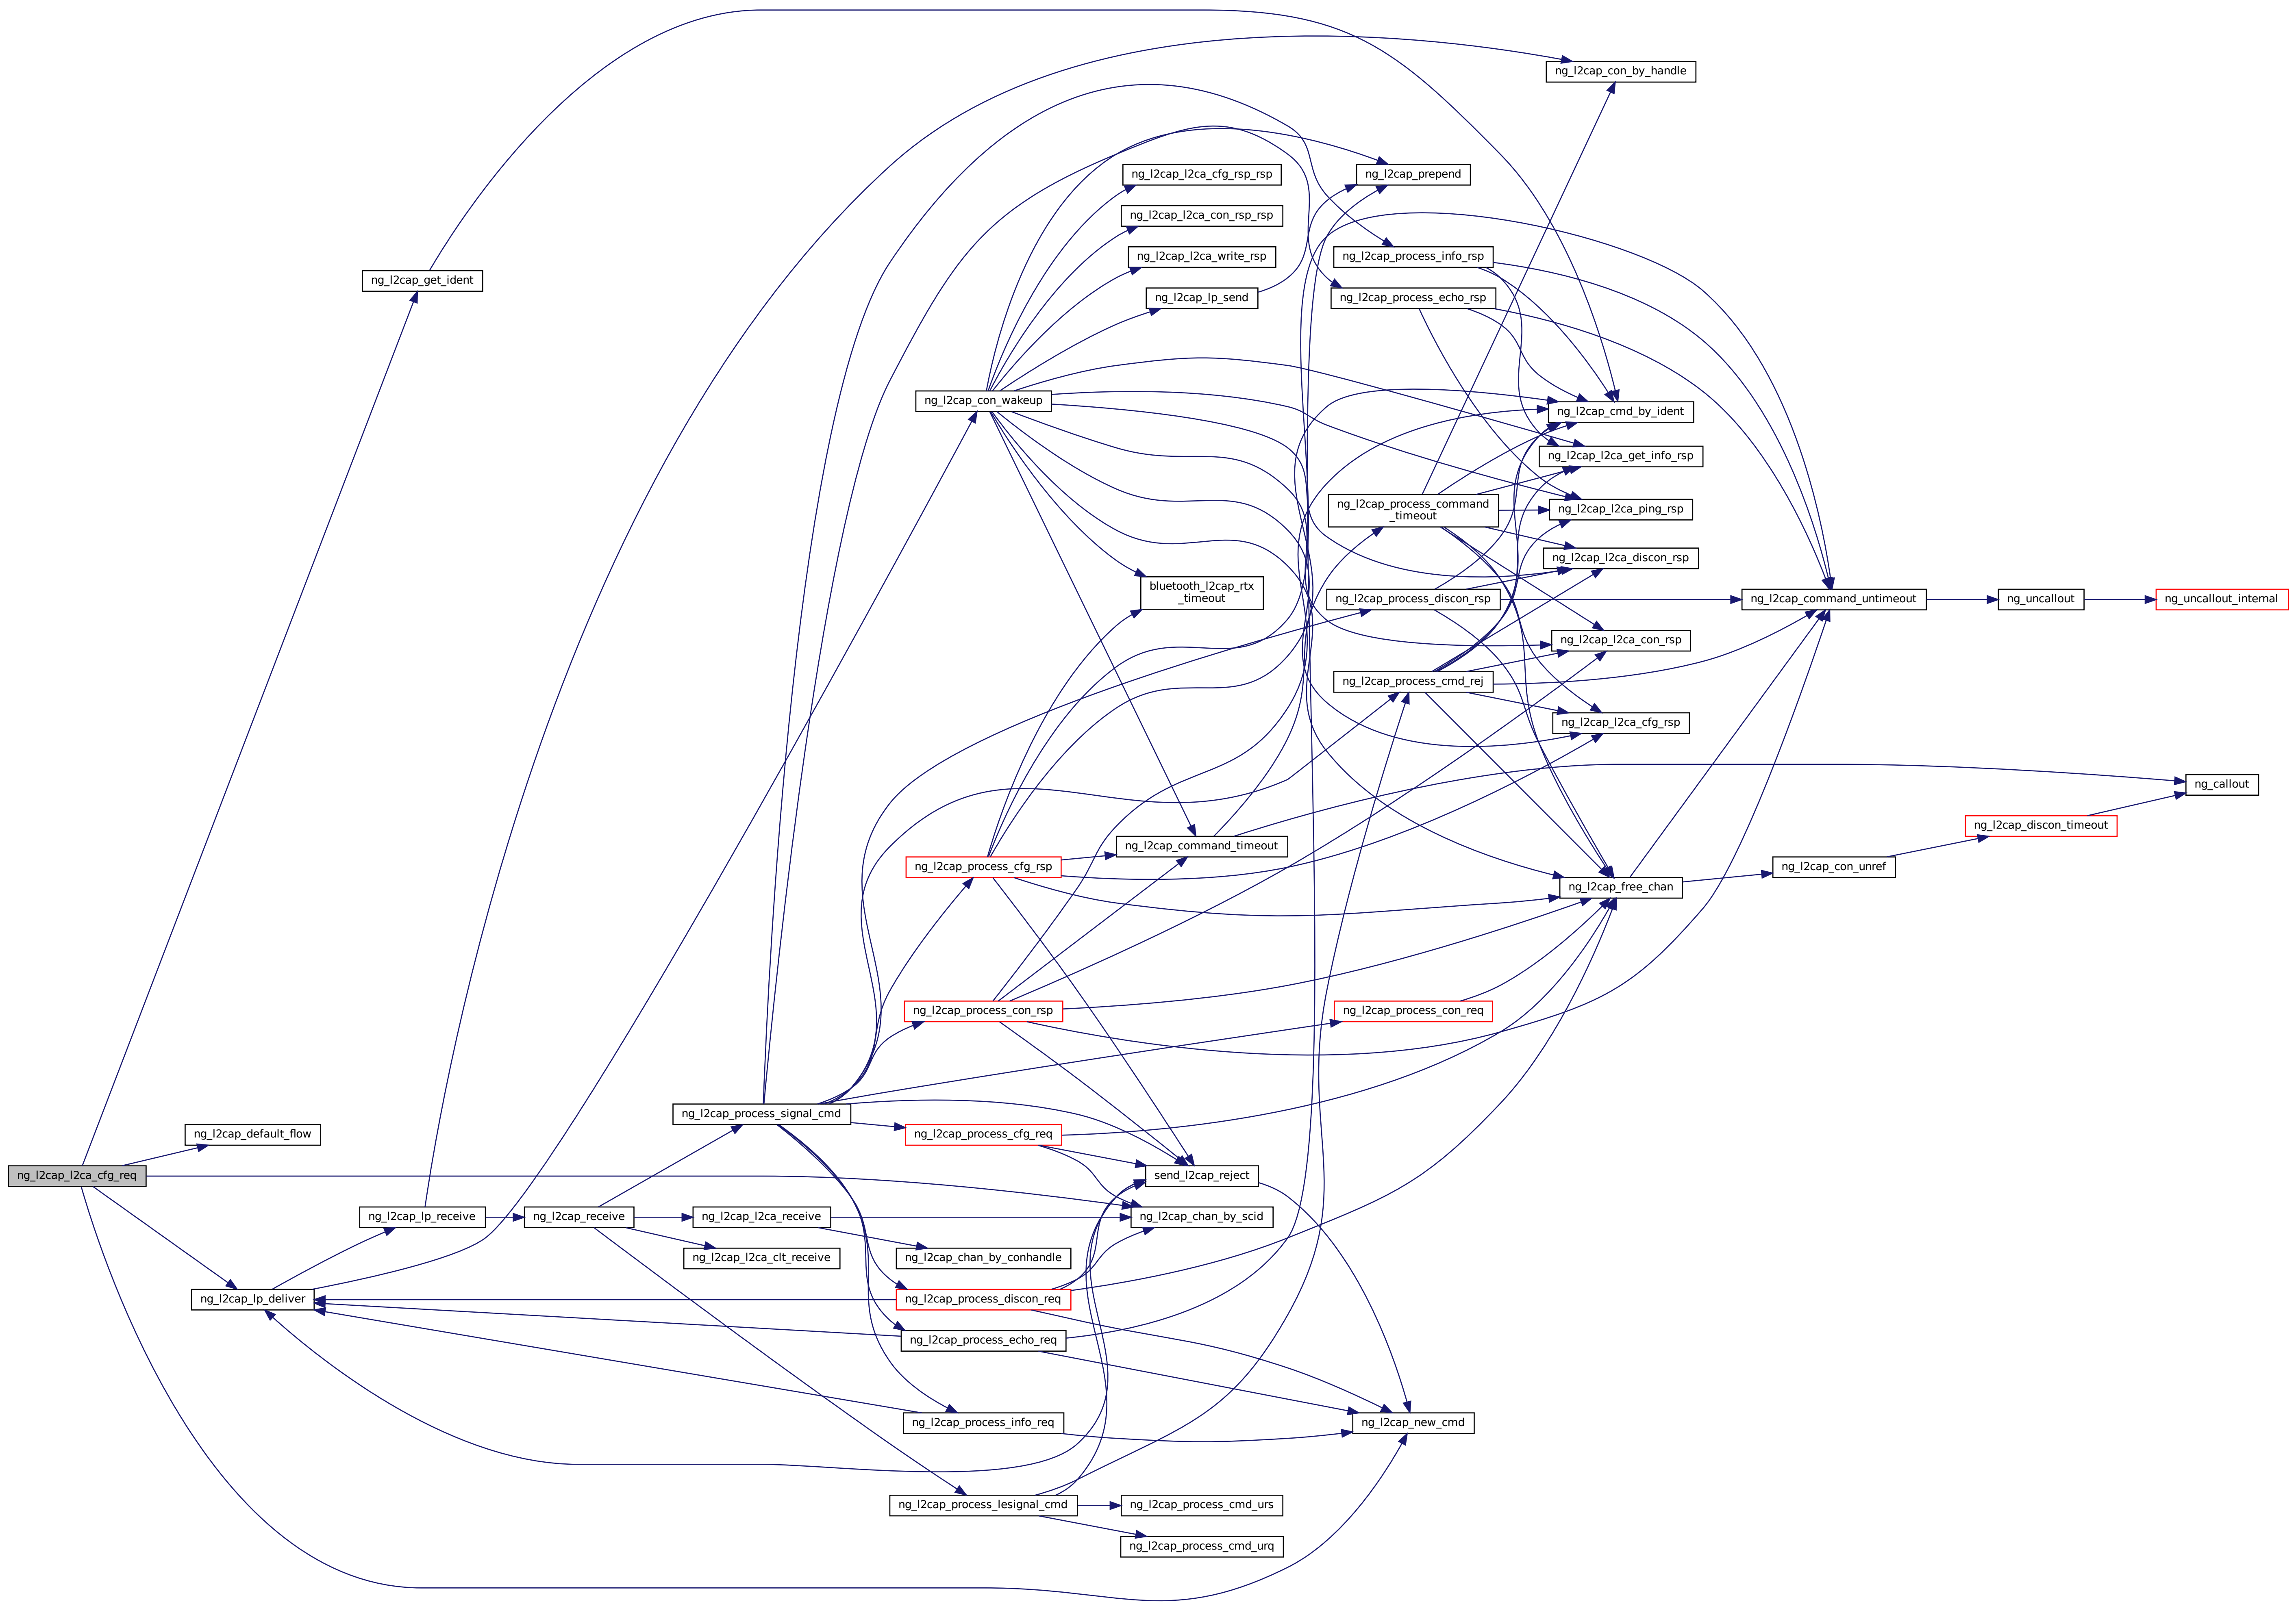 ng_l2cap_con_by_handle
ng_l2cap_prepend
ng_l2cap_l2ca_cfg_rsp_rsp
ng_l2cap_l2ca_con_rsp_rsp
ng_l2cap_l2ca_write_rsp
ng_l2cap_process_info_rsp
ng_l2cap_get_ident
ng_l2cap_lp_send
ng_l2cap_process_echo_rsp
ng_l2cap_con_wakeup
ng_l2cap_cmd_by_ident
ng_l2cap_l2ca_get_info_rsp
ng_l2cap_process_command
_timeout
ng_l2cap_l2ca_ping_rsp
ng_l2cap_l2ca_discon_rsp
bluetooth_l2cap_rtx
_timeout
ng_l2cap_process_discon_rsp
ng_l2cap_command_untimeout
ng_uncallout
ng_uncallout_internal
ng_l2cap_l2ca_con_rsp
ng_l2cap_process_cmd_rej
ng_l2cap_l2ca_cfg_rsp
ng_callout
ng_l2cap_discon_timeout
ng_l2cap_command_timeout
ng_l2cap_process_cfg_rsp
ng_l2cap_con_unref
ng_l2cap_free_chan
ng_l2cap_process_con_rsp
ng_l2cap_process_con_req
ng_l2cap_process_signal_cmd
ng_l2cap_default_flow
ng_l2cap_process_cfg_req
ng_l2cap_l2ca_cfg_req
send_l2cap_reject
ng_l2cap_lp_receive
ng_l2cap_receive
ng_l2cap_l2ca_receive
ng_l2cap_chan_by_scid
ng_l2cap_l2ca_clt_receive
ng_l2cap_chan_by_conhandle
ng_l2cap_lp_deliver
ng_l2cap_process_discon_req
ng_l2cap_process_echo_req
ng_l2cap_process_info_req
ng_l2cap_new_cmd
ng_l2cap_process_lesignal_cmd
ng_l2cap_process_cmd_urs
ng_l2cap_process_cmd_urq